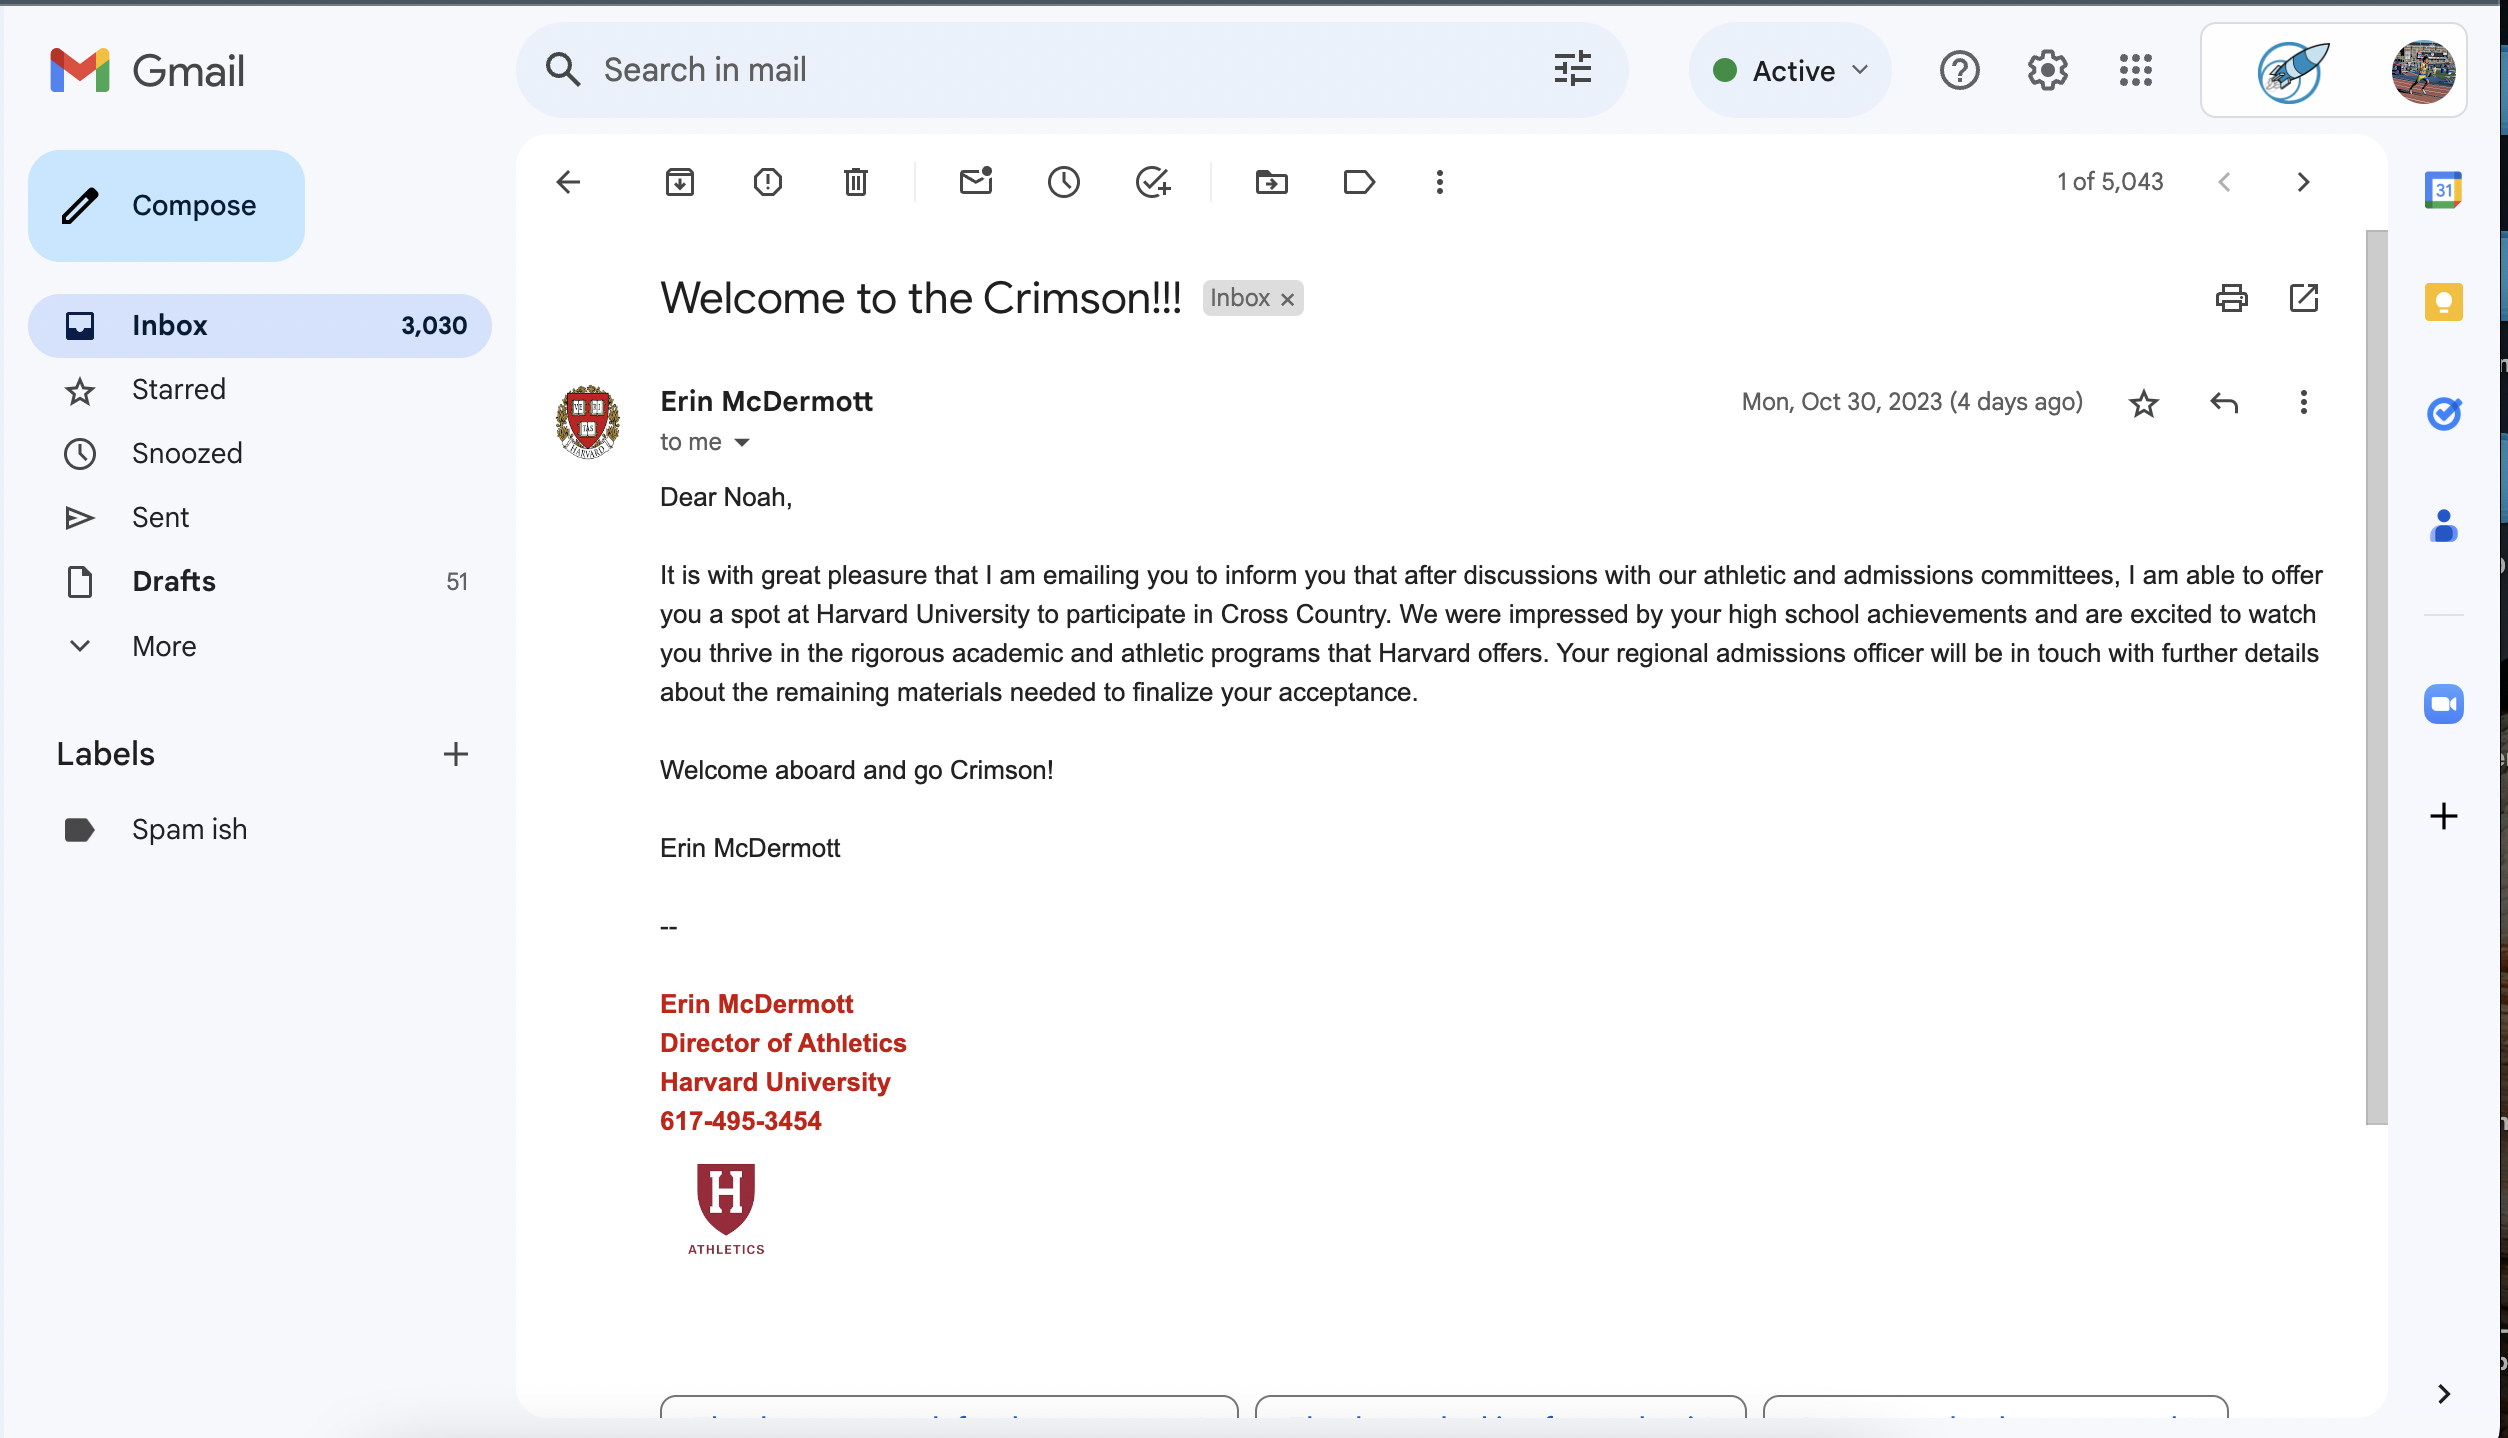 Gmail
Search in mail
Active
Compose
1 of 5,043
31
Welcome to the Crimson!!! Inbox x
Inbox 3,030
Starred
Snoozed
Sent
Drafts 51
More
Labels
Spam ish
Erin McDermott
Mon, Oct 30, 2023 (4 days ago)
to me
VE RI TAS
HARVARD
Dear Noah,
It is with great pleasure that I am emailing you to inform you that after discussions with our athletic and admissions committees, I am able to offer
you a spot at Harvard University to participate in Cross Country. We were impressed by your high school achievements and are excited to watch
you thrive in the rigorous academic and athletic programs that Harvard offers. Your regional admissions officer will be in touch with further details
about the remaining materials needed to finalize your acceptance.
Welcome aboard and go Crimson!
Erin McDermott
--
Erin McDermott
Director of Athletics
Harvard University
617-495-3454
H
ATHLETICS